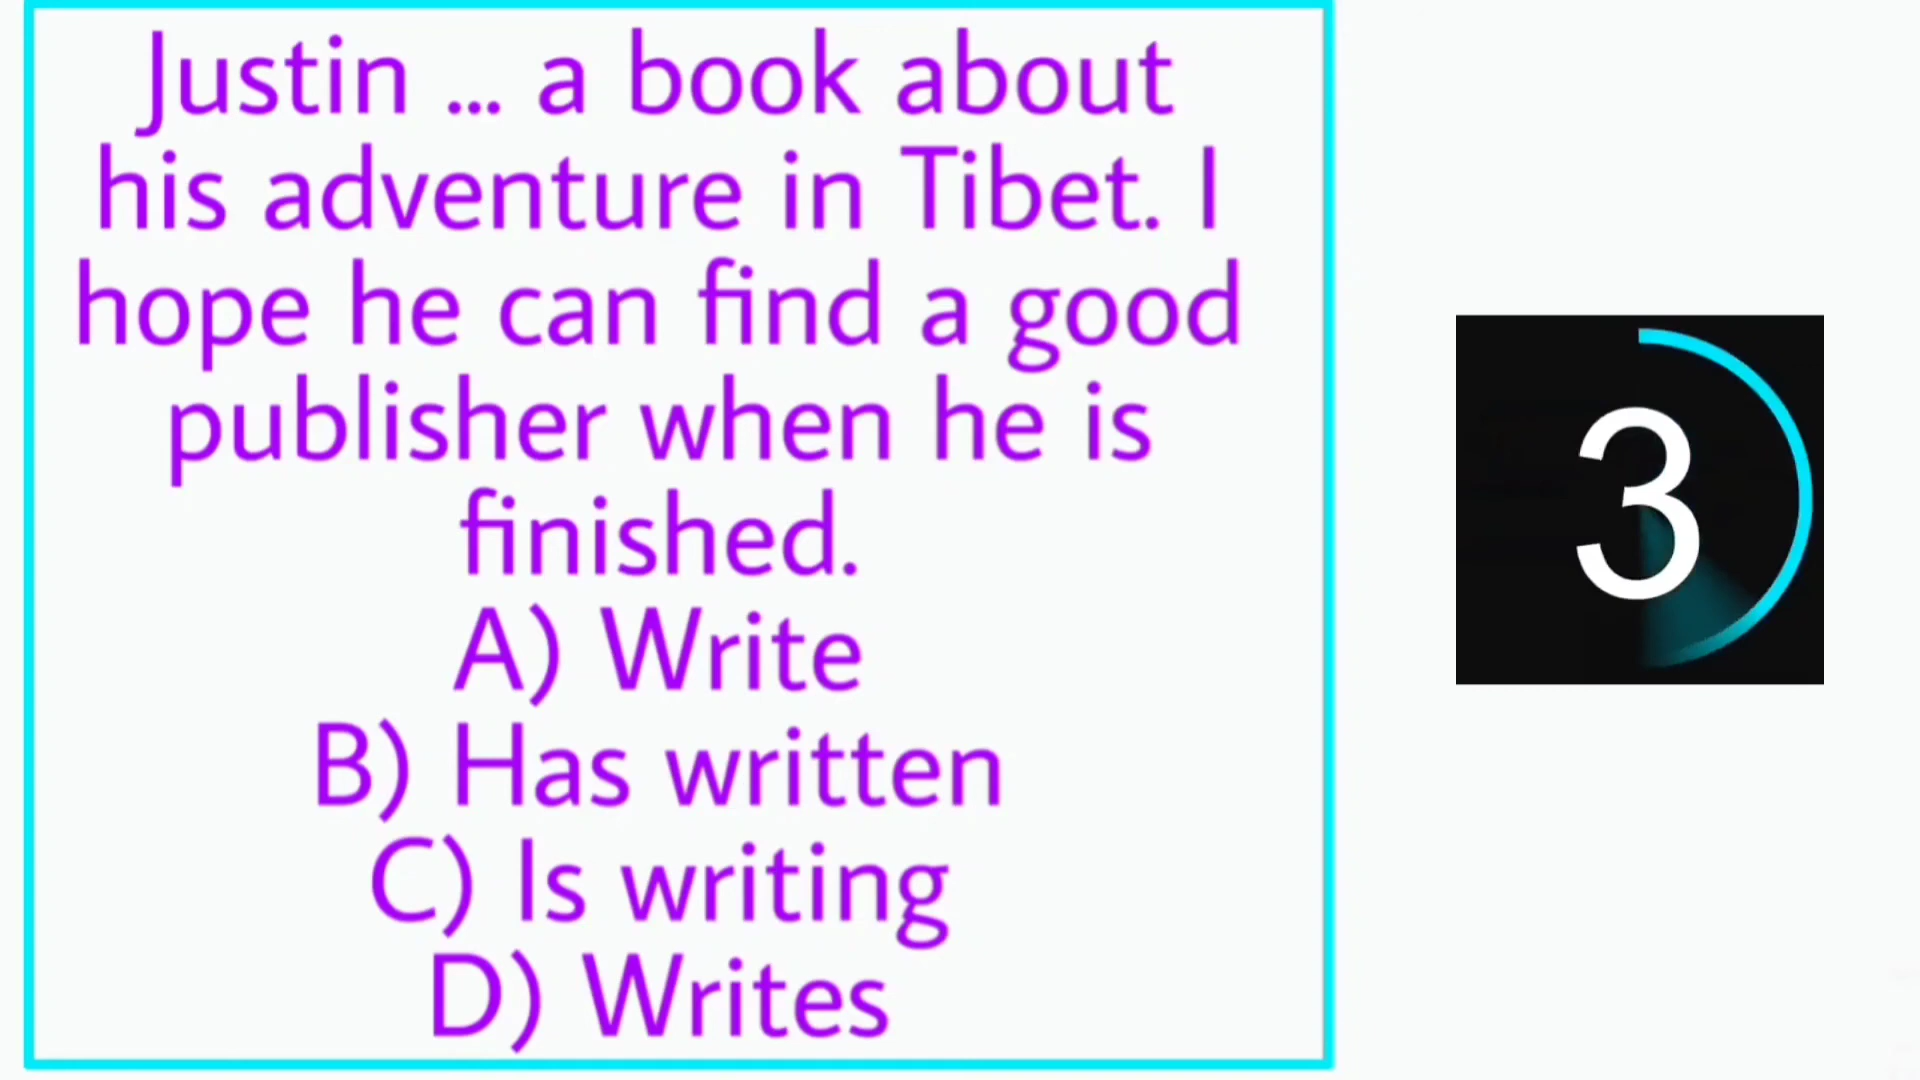 Justin ... a book about
his adventure in Tibet. I
hope he can find a good
publisher when he is
finished.
A) Write
B) Has written
C) Is writing
D) Writes
3